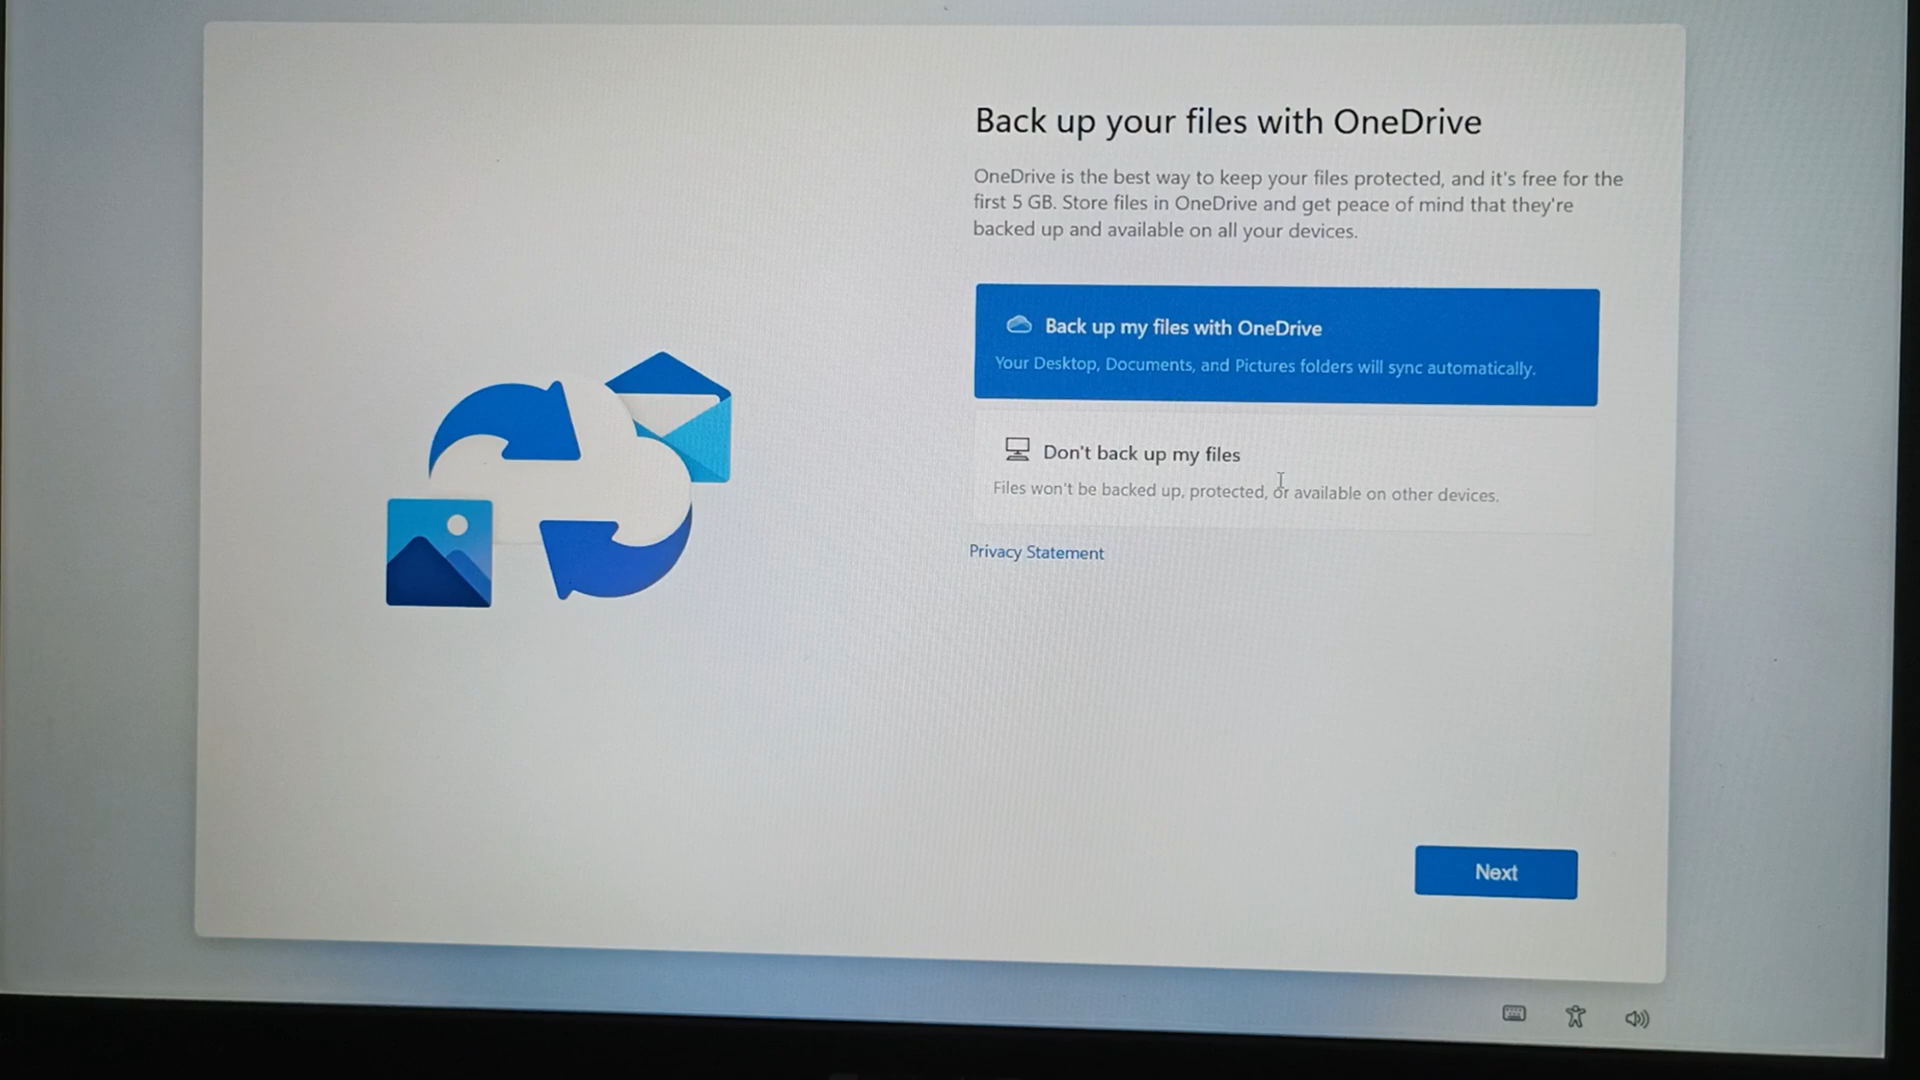 Back up your files with OneDrive
OneDrive is the best way to keep your files protected, and it's free for the
first 5 GB. Store files in OneDrive and get peace of mind that they're
backed up and available on all your devices.
Back up my files with OneDrive
Your Desktop, Documents, and Pictures folders will sync automatically.
Don't back up my files
Files won't be backed up, protected, or available on other devices.
Privacy Statement
Next